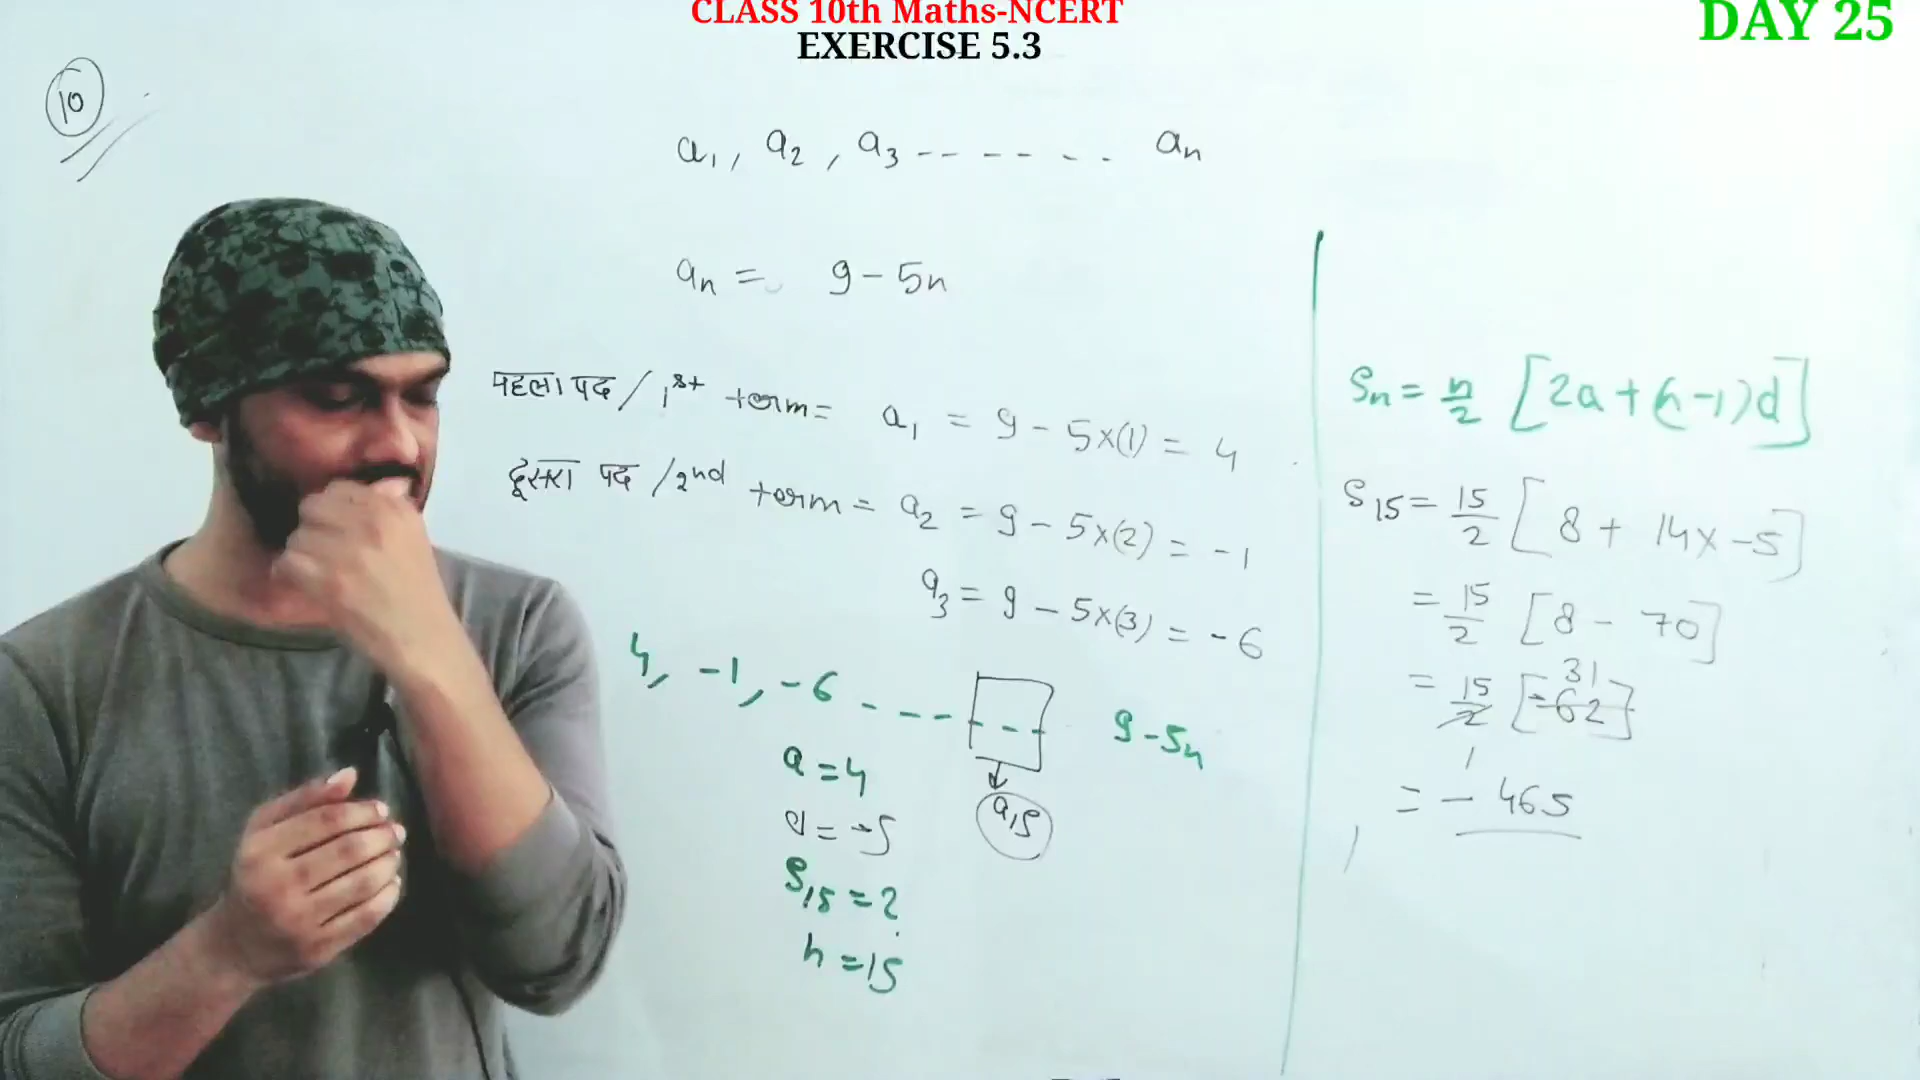 CLASS 10th Maths-NCERT
EXERCISE 5.3
DAY 25
10
a₁, a₂, a₃ ------- aₙ
aₙ = 9 - 5n
पहला पद / 1st term = a₁ = 9 - 5×(1) = 4
दूसरा पद / 2nd term = a₂ = 9 - 5×(2) = -1
a₃ = 9 - 5×(3) = -6
4, -1, -6 ------ 9-5n
a₁₅
a = 4
d = -5
S₁₅ = ?
n = 15
Sₙ = n/2 [2a + (n-1)d]
S₁₅ = 15/2 [8 + 14×-5]
= 15/2 [8 - 70]
31
= 15/2 [-62]
1
= - 465